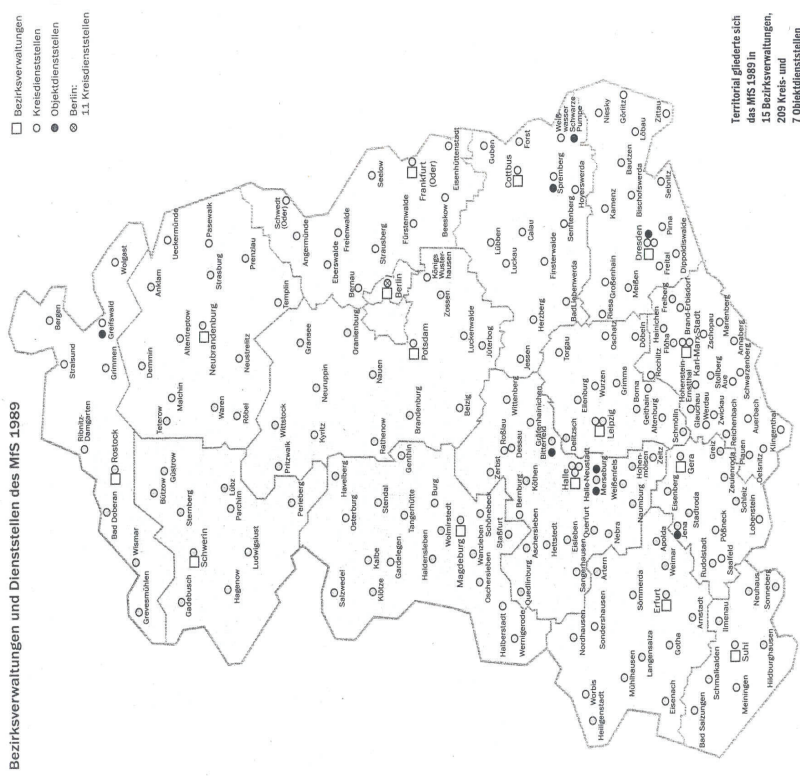 Bezirksverwaltungen und Dienststellen des MfS 1989
Bezirksverwaltungen
Kreisdienststellen
Objektdienststellen
Berlin:
11 Kreisdienststellen
Bergen
Stralsund
Ribnitz-
Damgarten
Rostock
Bad Doberan
Wismar
Grevesmühlen
Grimmen
Greifswald
Wolgast
Gadebusch
Schwerin
Hagenow
Ludwigslust
Parchim
Lübz
Sternberg
Bützow
Güstrow
Perleberg
Teterow
Malchin
Demmin
Altentreptow
Anklam
Ueckermünde
Pasewalk
Strasburg
Neubrandenburg
Neustrelitz
Waren
Röbel
Prenzlau
Templin
Pritzwalk
Wittstock
Kyritz
Neuruppin
Gransee
Oranienburg
Nauen
Rathenow
Brandenburg
Potsdam
Belzig
Luckenwalde
Jüterbog
Zossen
Königs
Wuster-
hausen
Berlin
Schwedt
(Oder)
Angermünde
Eberswalde
Freienwalde
Bernau
Strausberg
Seelow
Fürstenwalde
Frankfurt
(Oder)
Beeskow
Eisenhüttenstadt
Salzwedel
Osterburg
Havelberg
Stendal
Kalbe
Klötze
Gardelegen
Tangerhütte
Genthin
Burg
Haldensleben
Wolmirstedt
Magdeburg
Wanzleben
Oschersleben
Schönebeck
Staßfurt
Halberstadt
Wernigerode
Zerbst
Roßlau
Dessau
Wittenberg
Gräfenhainichen
Bitterfeld
Köthen
Bernburg
Aschersleben
Quedlinburg
Hettstedt
Eisleben
Sangerhausen
Querfurt
Artern
Nebra
Naumburg
Hohen-
mölsen
Zeitz
Weißenfels
Merseburg
Halle-Neustadt
Halle
Jessen
Herzberg
Luckau
Lübben
Calau
Finsterwalde
Bad Liebenwerda
Senftenberg
Guben
Cottbus
Forst
Spremberg
Hoyerswerda
Weiß-
wasser
Schwarze
Pumpe
Delitzsch
Eilenburg
Torgau
Leipzig
Wurzen
Grimma
Oschatz
Döbeln
Borna
Geithain
Altenburg
Schmölln
Riesa
Großenhain
Meißen
Kamenz
Bischofswerda
Bautzen
Niesky
Görlitz
Löbau
Zittau
Sebnitz
Pirna
Dresden
Freital
Dippoldiswalde
Rochlitz
Hainichen
Flöha
Freiberg
Brand-Erbisdorf
Hohenstein-
Ernstthal
Karl-Marx-Stadt
Glauchau
Werdau
Zwickau
Stollberg
Aue
Zschopau
Marienberg
Annaberg
Schwarzenberg
Reichenbach
Plauen
Auerbach
Oelsnitz
Klingenthal
Greiz
Zeulenroda
Gera
Eisenberg
Stadtroda
Jena
Pößneck
Schleiz
Lobenstein
Saalfeld
Rudolstadt
Nordhausen
Sondershausen
Worbis
Heiligenstadt
Mühlhausen
Langensalza
Sömmerda
Apolda
Weimar
Erfurt
Arnstadt
Gotha
Eisenach
Ilmenau
Bad Salzungen
Schmalkalden
Meiningen
Suhl
Hildburghausen
Neuhaus
Sonneberg
Territorial gliederte sich
das MfS 1989 in
15 Bezirksverwaltungen,
209 Kreis- und
7 Objektdienststellen